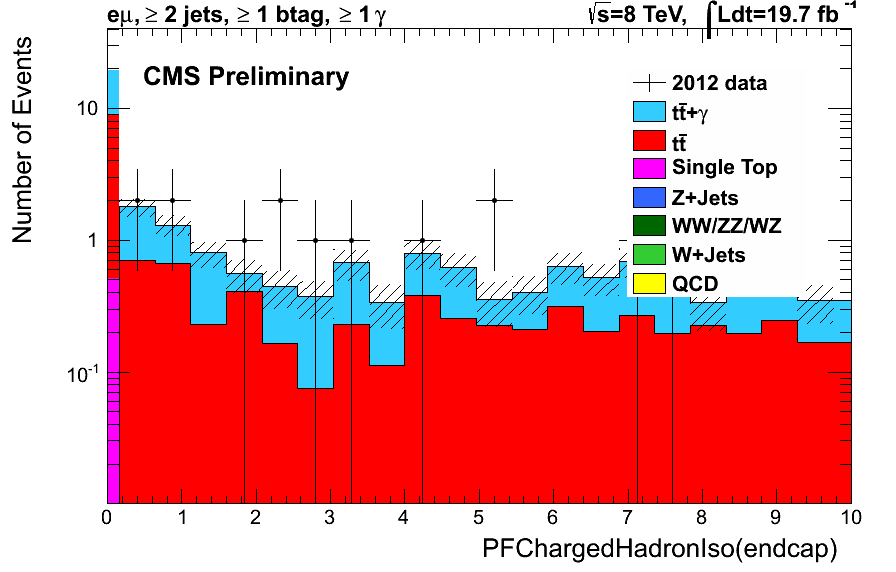 eμ, ≥ 2 jets, ≥ 1 btag, ≥ 1 γ
√s=8 TeV, ∫Ldt=19.7 fb⁻¹
CMS Preliminary
Number of Events
10
1
10⁻¹
2012 data
tt̄+γ
tt̄
Single Top
Z+Jets
WW/ZZ/WZ
W+Jets
QCD
0 1 2 3 4 5 6 7 8 9 10
PFChargedHadronIso(endcap)